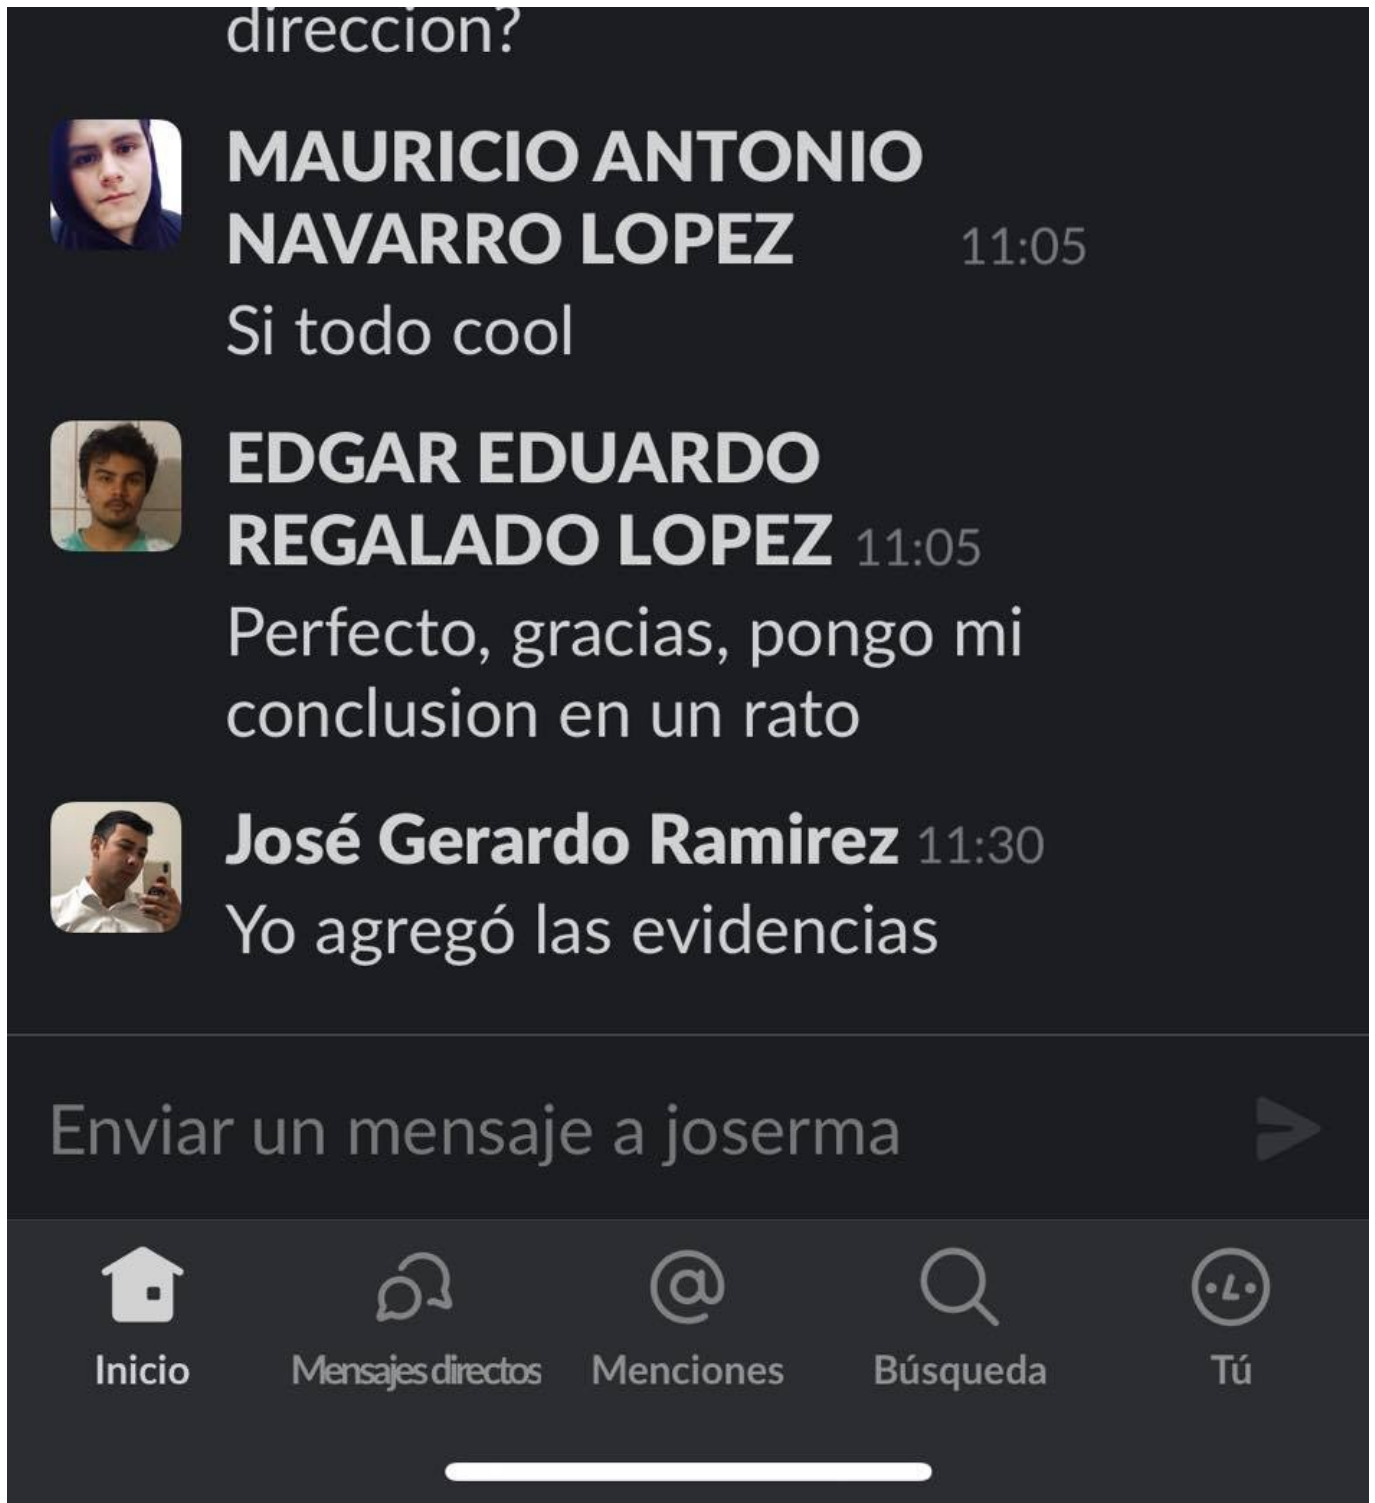 direccion?
MAURICIO ANTONIO
NAVARRO LOPEZ 11:05
Si todo cool
EDGAR EDUARDO
REGALADO LOPEZ 11:05
Perfecto, gracias, pongo mi
conclusion en un rato
José Gerardo Ramirez 11:30
Yo agregó las evidencias
Enviar un mensaje a joserma
Inicio Mensajes directos Menciones Búsqueda Tú